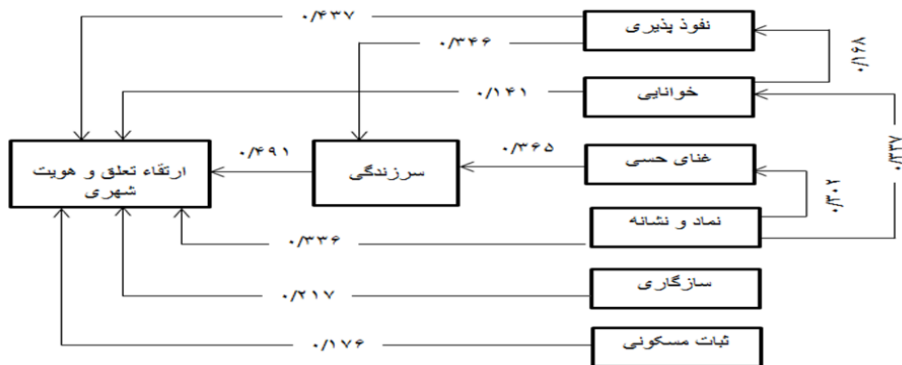 نفوذ پذیری
۰/۴۳۷
۰/۳۴۶
۰/۱۶۸
خوانایی
۰/۱۴۱
ارتقاء تعلق و هویت
شهری
۰/۴۹۱
سرزندگی
۰/۳۶۵
غنای حسی
۰/۳۳۷
۰/۳۰۲
نماد و نشانه
۰/۳۳۶
سازگاری
۰/۲۱۷
ثبات مسکونی
۰/۱۷۶